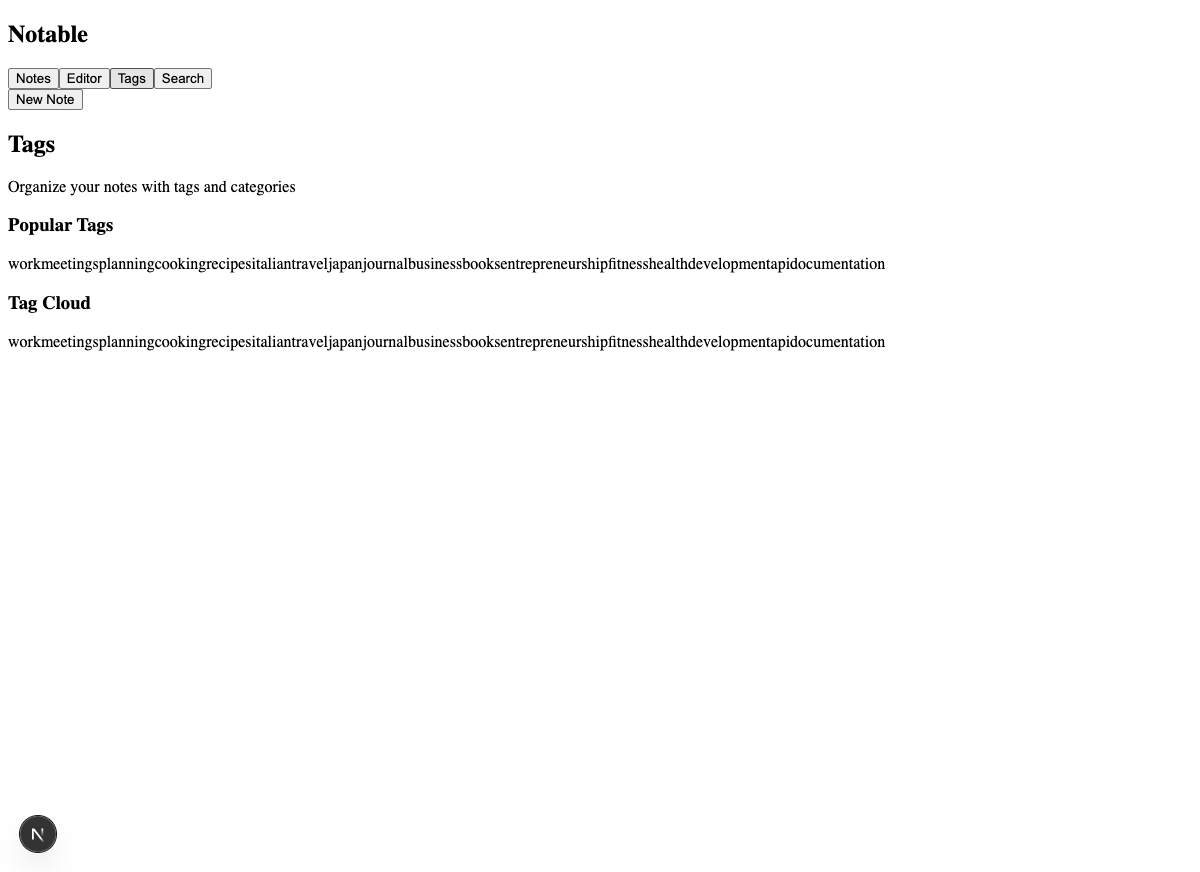 Notable
Notes Editor Tags Search
New Note
Tags
Organize your notes with tags and categories
Popular Tags
workmeetingsplanningcookingrecipesitaliantraveljapanjournalbusinessbooksentrepreneurshipfitnesshealthdevelopmentapidocumentation
Tag Cloud
workmeetingsplanningcookingrecipesitaliantraveljapanjournalbusinessbooksentrepreneurshipfitnesshealthdevelopmentapidocumentation
N